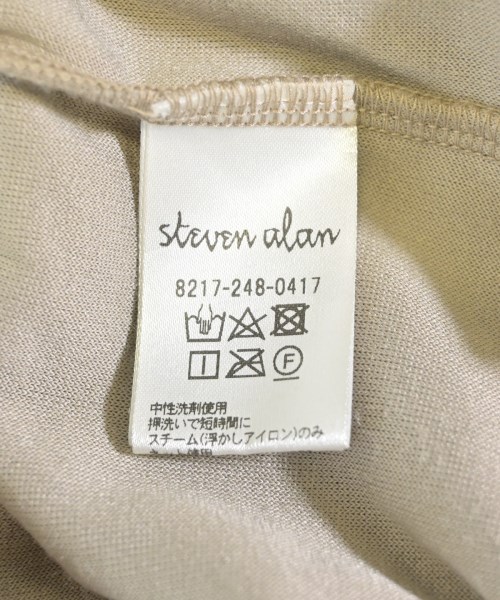 steven alan
8217-248-0417
F
中性洗剤使用
押洗いで短時間に
スチーム(浮かしアイロン)のみ